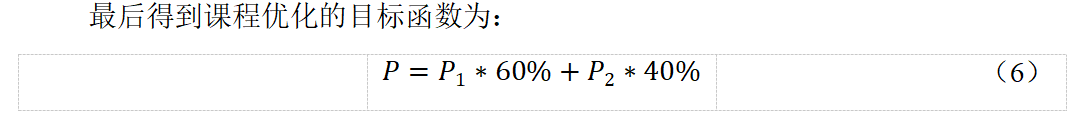 最后得到课程优化的目标函数为：
P = P₁ * 60% + P₂ * 40% （6）